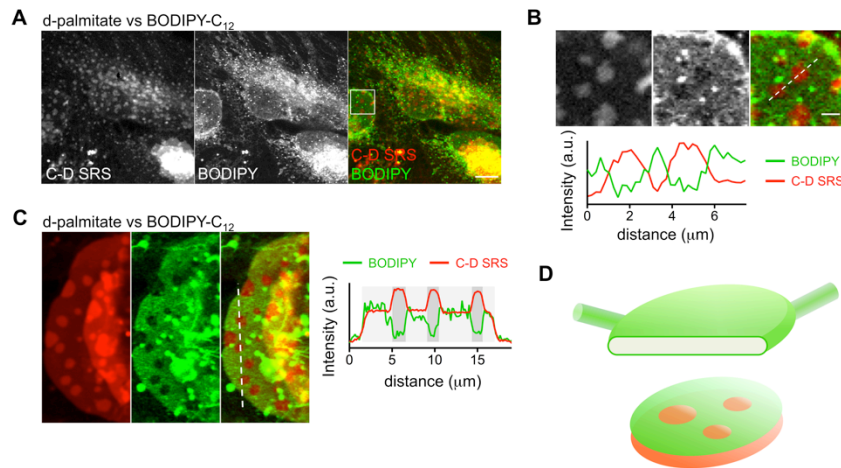 A
d-palmitate vs BODIPY-C12
C-D SRS
BODIPY
C-D SRS
BODIPY
B
Intensity (a.u.)
0 2 4 6
distance (μm)
BODIPY
C-D SRS
C
d-palmitate vs BODIPY-C12
BODIPY
C-D SRS
Intensity (a.u.)
0 5 10 15
distance (μm)
D